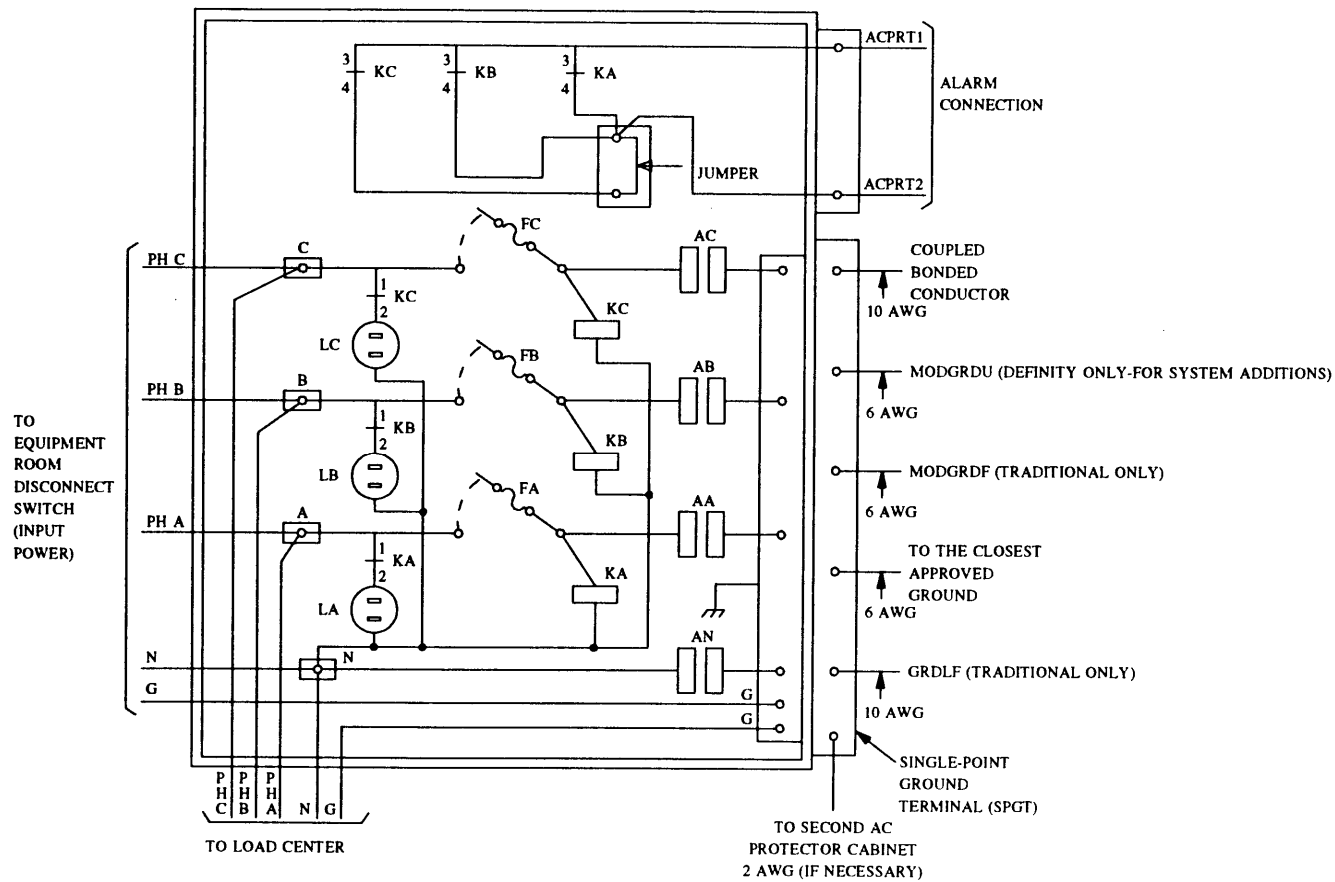 ACPRT1
3
4
KC
3
4
KB
3
4
KA
ALARM
CONNECTION
JUMPER
ACPRT2
C
FC
AC
COUPLED
BONDED
CONDUCTOR
PH C
1
2
KC
KC
10 AWG
LC
B
FB
AB
MODGRDU (DEFINITY ONLY-FOR SYSTEM ADDITIONS)
PH B
6 AWG
TO
EQUIPMENT
ROOM
DISCONNECT
SWITCH
(INPUT
POWER)
1
2
KB
KB
LB
MODGRDF (TRADITIONAL ONLY)
A
FA
AA
6 AWG
PH A
1
2
KA
KA
TO THE CLOSEST
APPROVED
GROUND
6 AWG
LA
AN
N
N
GRDLF (TRADITIONAL ONLY)
G
G
10 AWG
G
SINGLE-POINT
GROUND
TERMINAL (SPGT)
PHC
PHB
PHA
N
G
TO LOAD CENTER
TO SECOND AC
PROTECTOR CABINET
2 AWG (IF NECESSARY)